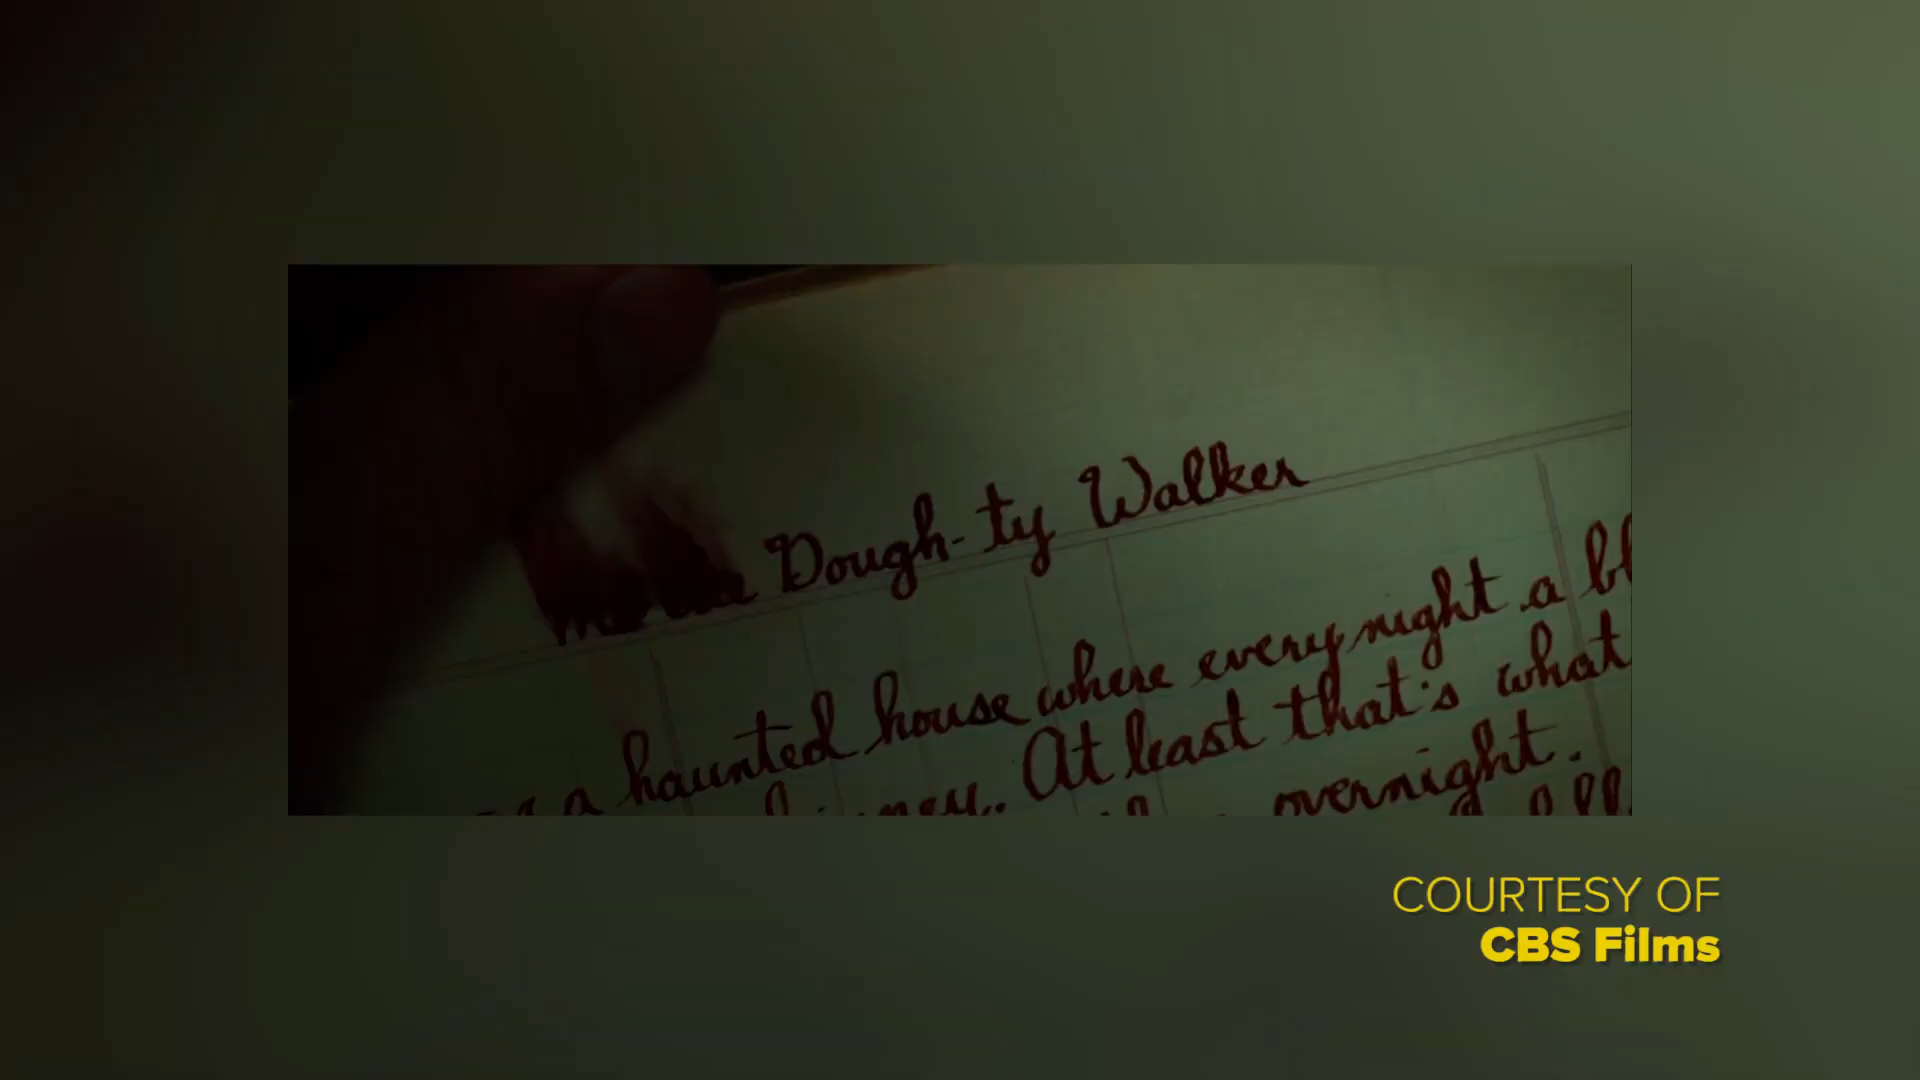 Dough-ty Walker
a haunted house where every night a
At least that's what
overnight.
COURTESY OF
CBS Films